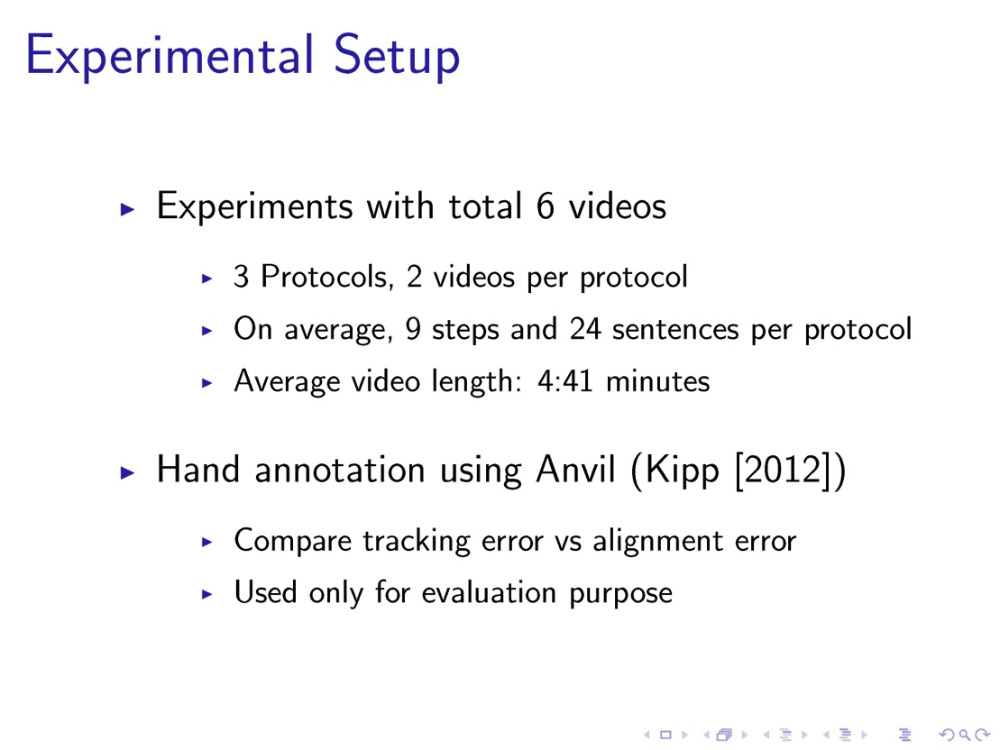 Experimental Setup
Experiments with total 6 videos
3 Protocols, 2 videos per protocol
On average, 9 steps and 24 sentences per protocol
Average video length: 4:41 minutes
Hand annotation using Anvil (Kipp [2012])
Compare tracking error vs alignment error
Used only for evaluation purpose